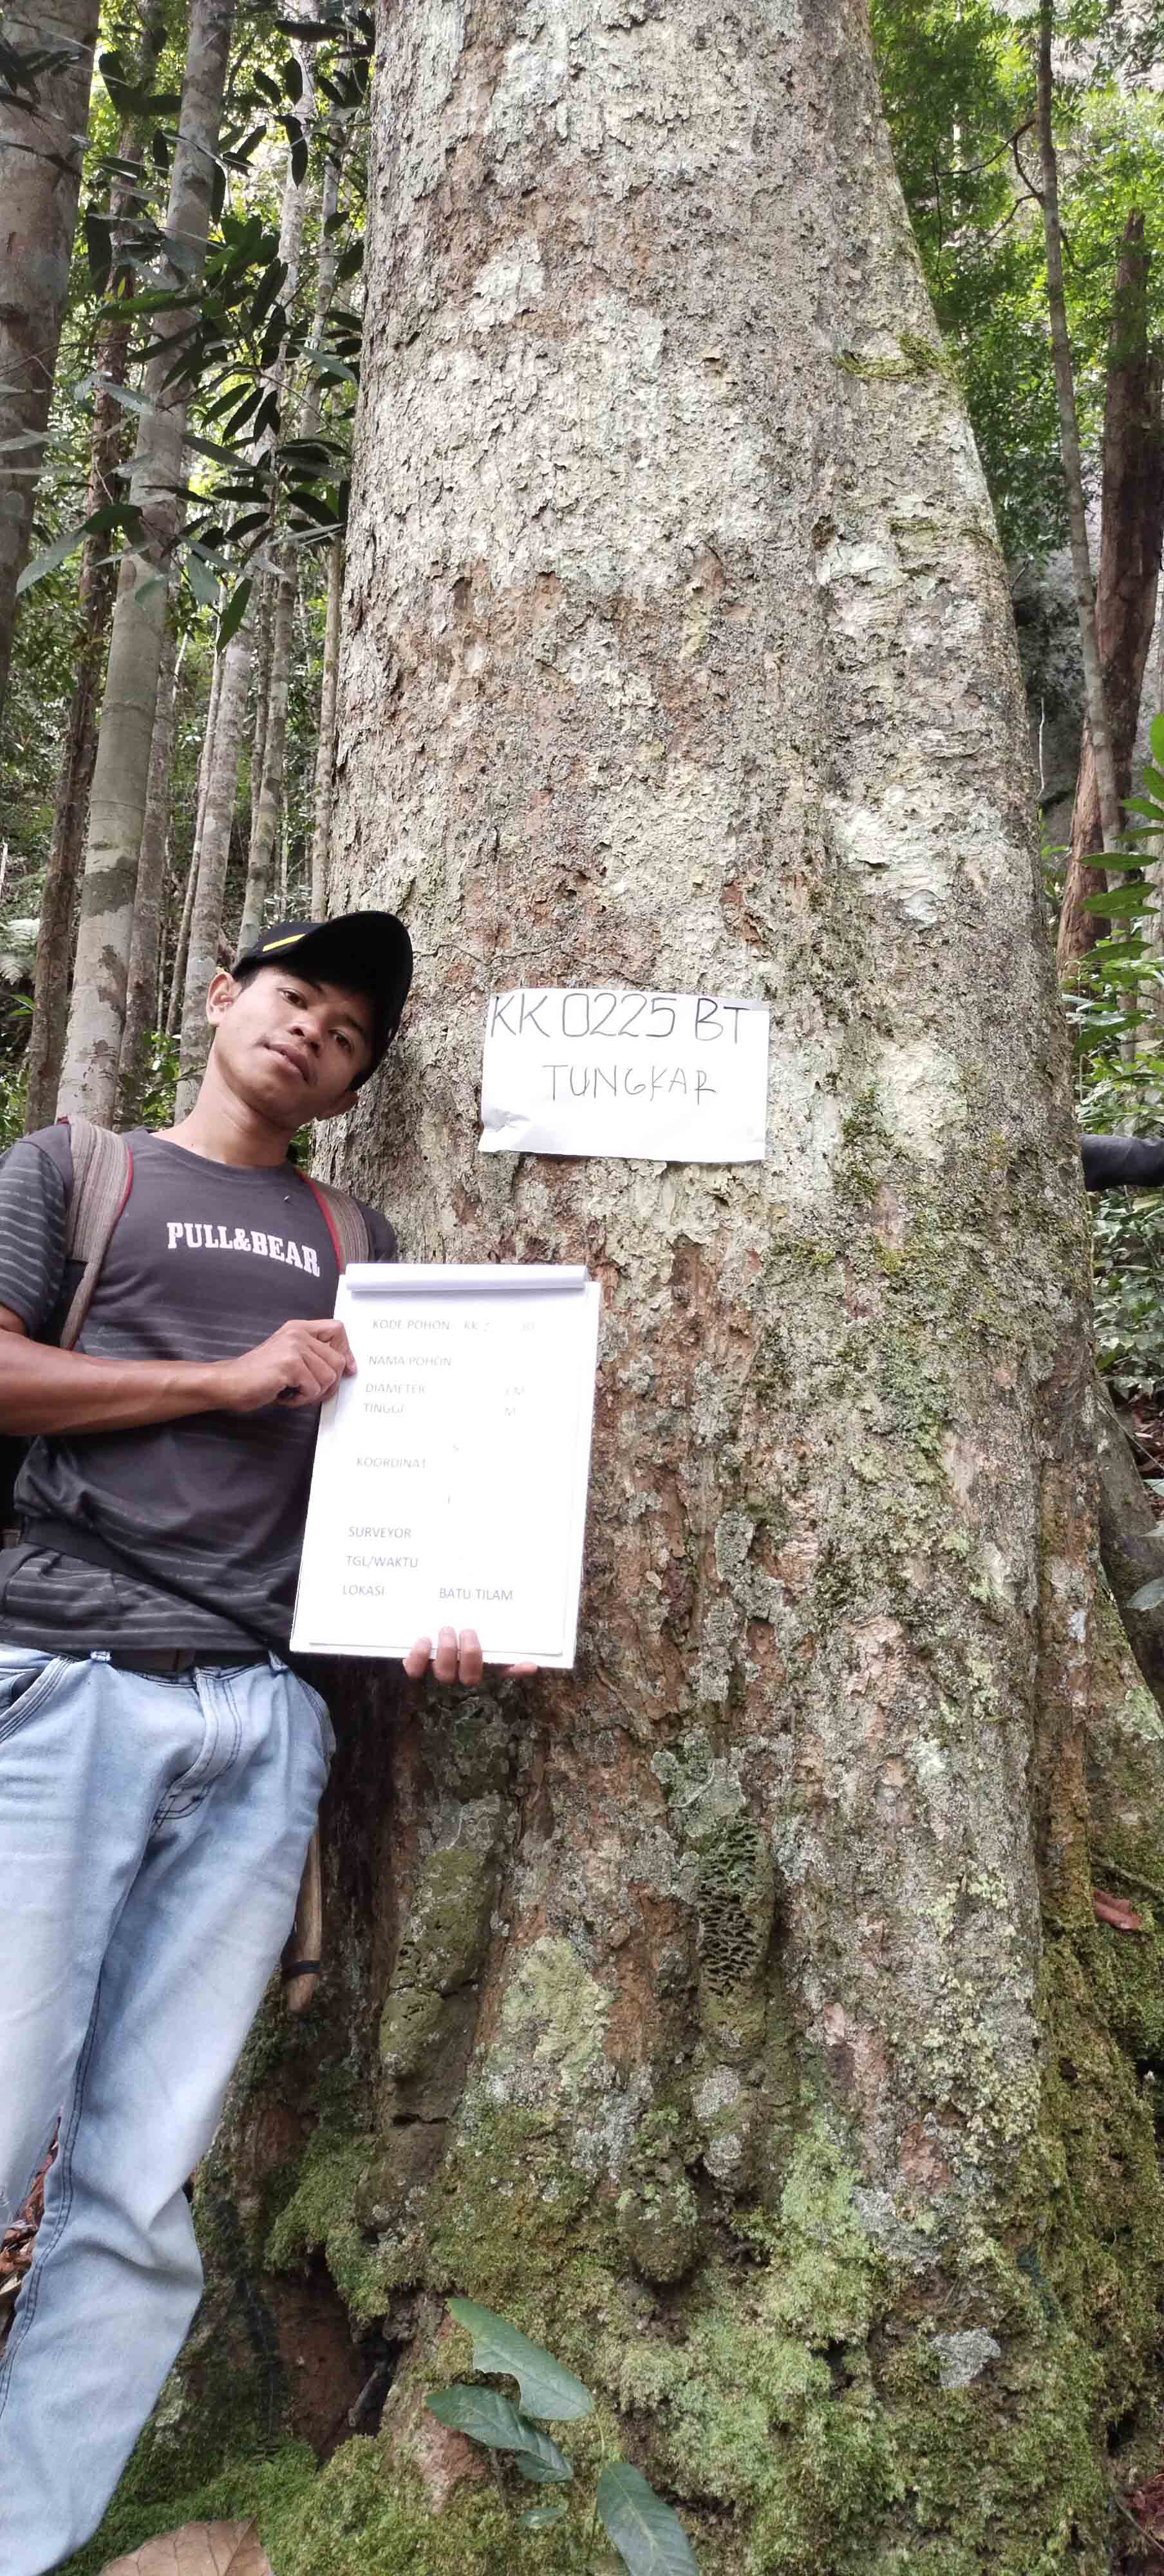 KK 0225 BT
TUNGKAR
PULL&BEAR
KODE POHON KK 2 BT
NAMA POHON
DIAMETER CM
TINGGI M
S
KOORDINAT
SURVEYOR
TGL/WAKTU
LOKASI BATU TILAM